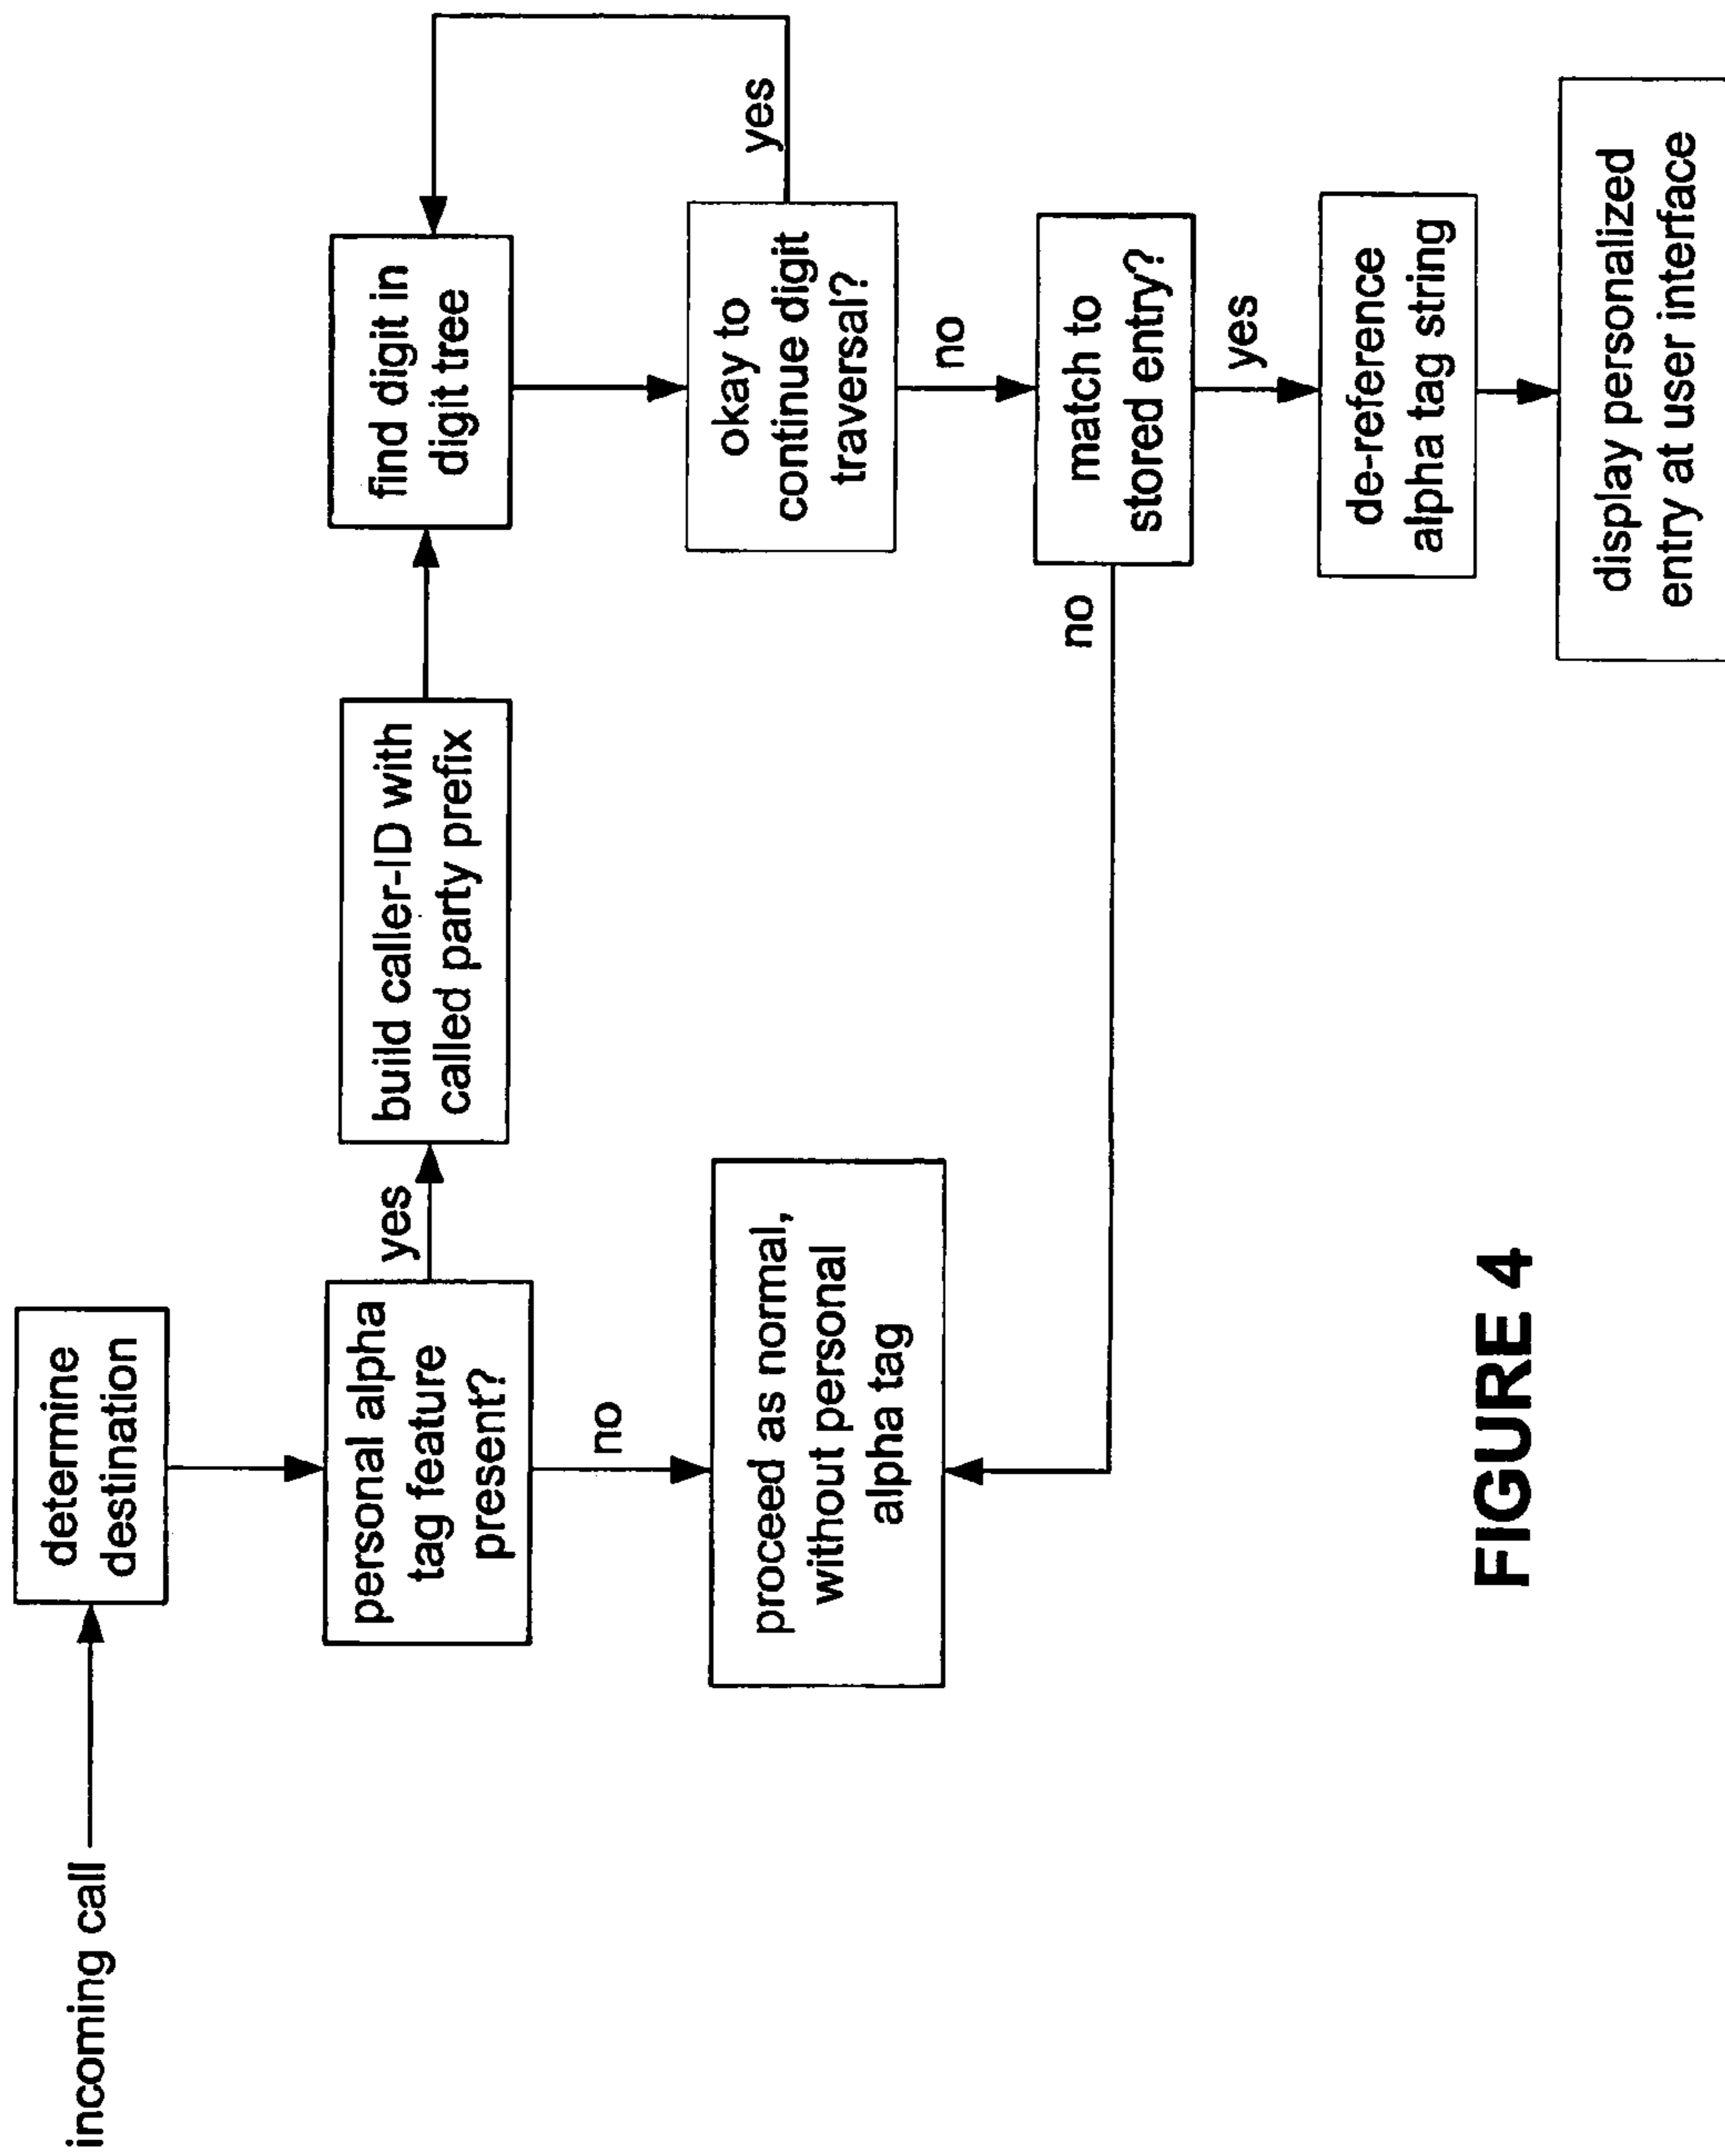 incoming call
determine
destination
personal alpha
tag feature
present?
yes
no
build caller-ID with
called party prefix
find digit in
digit tree
okay to
continue digit
traversal?
yes
no
proceed as normal,
without personal
alpha tag
match to
stored entry?
no
yes
de-reference
alpha tag string
display personalized
entry at user interface
FIGURE 4